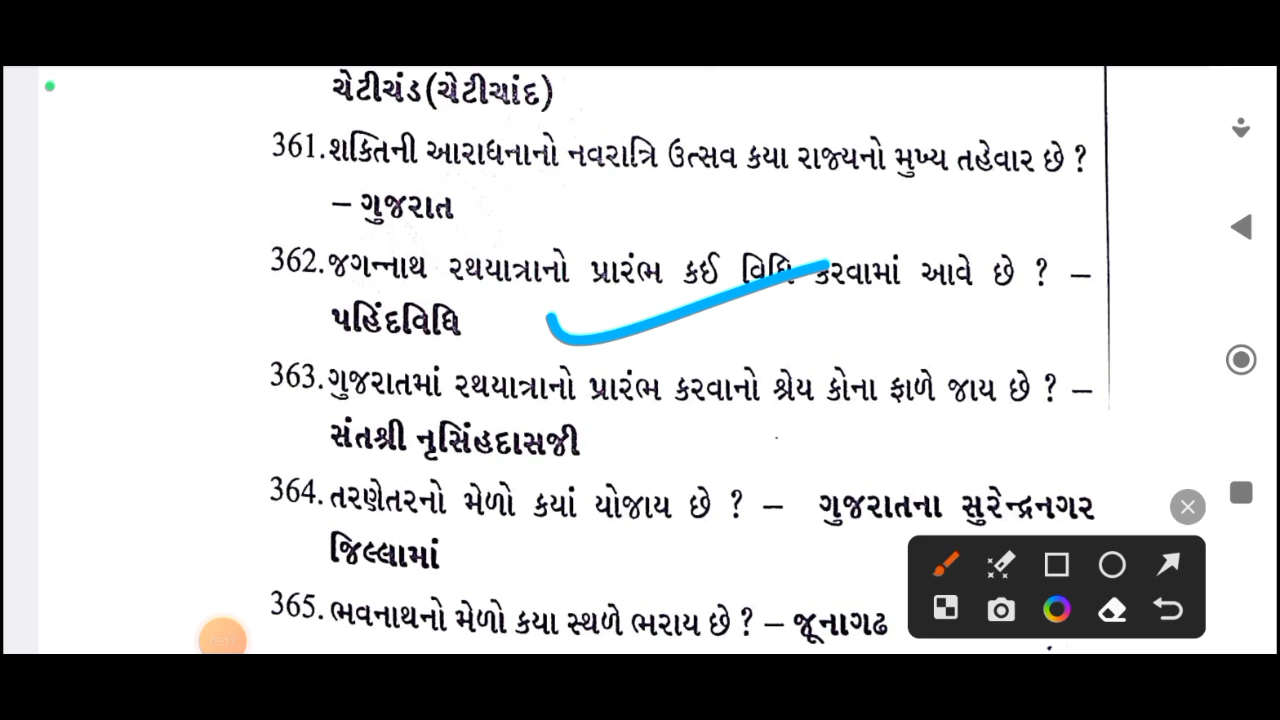 ચેટીચંડ(ચેટીચાંદ)
361. શક્તિની આરાધનાનો નવરાત્રિ ઉત્સવ કયા રાજ્યનો મુખ્ય તહેવાર છે ?
– ગુજરાત
362. જગન્નાથ રથયાત્રાનો પ્રારંભ કઈ વિધિ કરવામાં આવે છે ? –
પહિંદવિધિ
363. ગુજરાતમાં રથયાત્રાનો પ્રારંભ કરવાનો શ્રેય કોના ફાળે જાય છે ? –
સંતશ્રી નૃસિંહદાસજી
364. તરણેતરનો મેળો કયાં યોજાય છે ? – ગુજરાતના સુરેન્દ્રનગર
જિલ્લામાં
365. ભવનાથનો મેળો કયા સ્થળે ભરાય છે ? – જૂનાગઢ